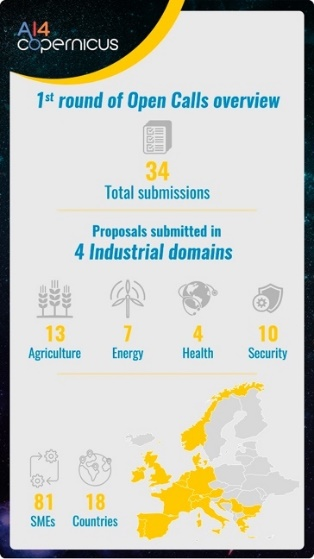 AI4
copernicus
1st round of Open Calls overview
34
Total submissions
Proposals submitted in
4 Industrial domains
13 7 4 10
Agriculture Energy Health Security
81 18
SMEs Countries